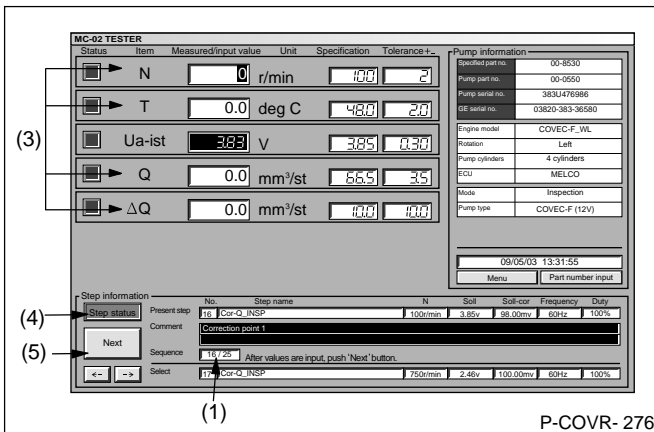 MC-02 TESTER
Status Item Measured/input value Unit Specification Tolerance+-
N 0 r/min 100 2
T 0.0 deg C 48.0 2.0
Ua-ist 3.83 V 3.85 0.30
Q 0.0 mm³/st 66.5 3.5
ΔQ 0.0 mm³/st 10.0 10.0
(3)
Pump information
Specified part no. 00-8530
Pump part no. 00-0550
Pump serial no. 383U476986
GE serial no. 03820-383-36580
Engine model COVEC-F_WL
Rotation Left
Pump cylinders 4 cylinders
ECU MELCO
Mode Inspection
Pump type COVEC-F (12V)
09/05/03 13:31:55
Menu Part number input
Step information
No. Step name N Soll Soll-cor Frequency Duty
(4) Step status Present step 16 Cor-Q_INSP 100r/min 3.85v 98.00mv 60Hz 100%
Comment Correction point 1
(5) Next
Sequence 16 / 25 After values are input, push 'Next' button.
<- -> Select 17 Cor-Q_INSP 750r/min 2.46v 100.00mv 60Hz 100%
(1)
P-COVR- 276